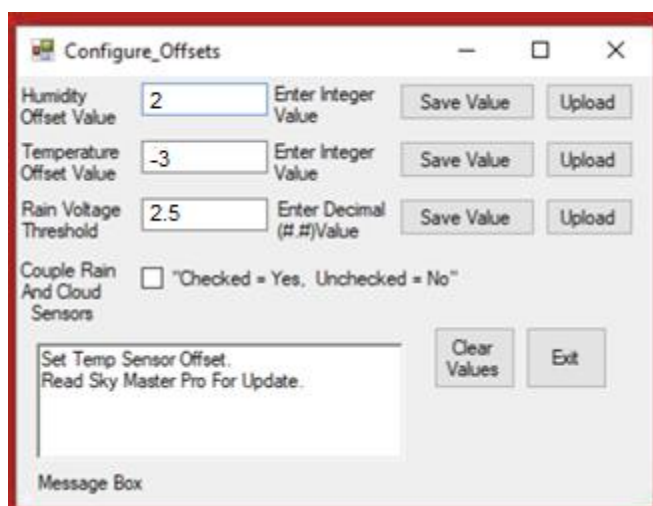 Configure_Offsets
Humidity
Offset Value
2
Enter Integer
Value
Save Value
Upload
Temperature
Offset Value
-3
Enter Integer
Value
Save Value
Upload
Rain Voltage
Threshold
2.5
Enter Decimal
(#.#)Value
Save Value
Upload
Couple Rain
And Cloud
Sensors
"Checked = Yes, Unchecked = No"
Set Temp Sensor Offset.
Read Sky Master Pro For Update.
Clear
Values
Exit
Message Box